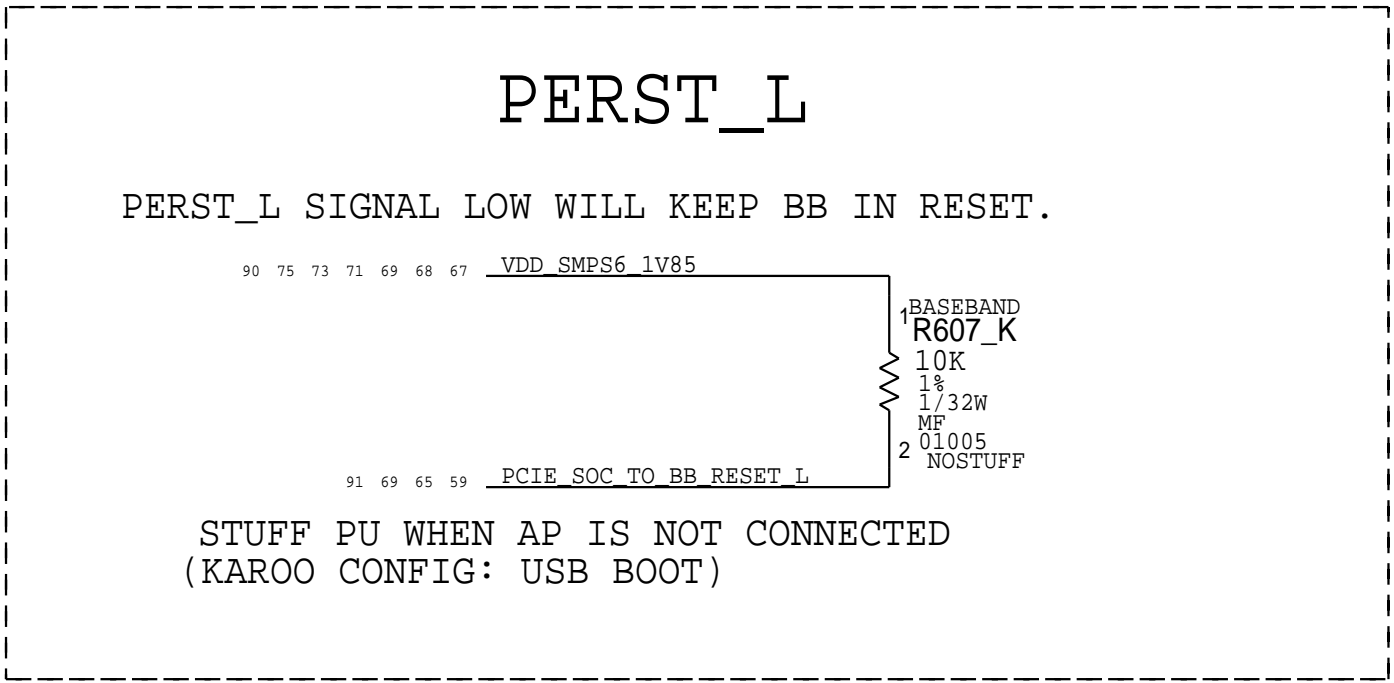 PERST_L
PERST_L SIGNAL LOW WILL KEEP BB IN RESET.
90 75 73 71 69 68 67 VDD_SMPS6_1V85
1 BASEBAND
R607_K
10K
1%
1/32W
MF
2 01005
NOSTUFF
91 69 65 59 PCIE_SOC_TO_BB_RESET_L
STUFF PU WHEN AP IS NOT CONNECTED
(KAROO CONFIG: USB BOOT)